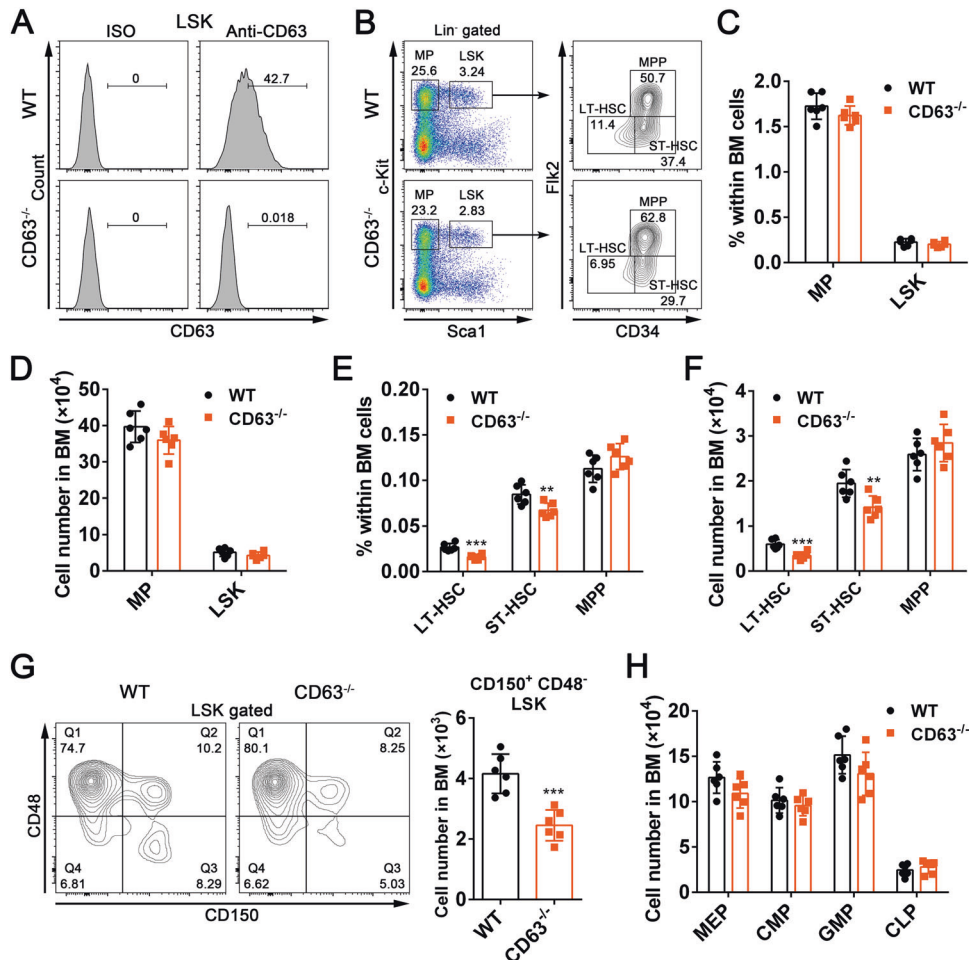 A
LSK
ISO
Anti-CD63
WT
0
42.7
CD63-/-
0
0.018
Count
CD63
B
Lin- gated
MP
25.6
LSK
3.24
WT
MPP
50.7
LT-HSC
11.4
ST-HSC
37.4
c-Kit
Flk2
CD63-/-
MP
23.2
LSK
2.83
MPP
62.8
LT-HSC
6.95
ST-HSC
29.7
Sca1
CD34
C
% within BM cells
2.0
1.5
1.0
0.5
0.0
WT
CD63-/-
MP
LSK
D
Cell number in BM (×10⁴)
50
40
30
20
10
0
WT
CD63-/-
MP
LSK
E
% within BM cells
0.20
0.15
0.10
0.05
0.00
WT
CD63-/-
***
**
LT-HSC
ST-HSC
MPP
F
Cell number in BM (×10⁴)
4
3
2
1
0
WT
CD63-/-
***
**
LT-HSC
ST-HSC
MPP
G
WT
CD63-/-
LSK gated
Q1
74.7
Q2
10.2
Q4
6.81
Q3
8.29
Q1
80.1
Q2
8.25
Q4
6.62
Q3
5.03
CD48
CD150
CD150+ CD48-
LSK
Cell number in BM (×10³)
6
4
2
0
***
WT
CD63-/-
H
Cell number in BM (×10⁴)
20
15
10
5
0
WT
CD63-/-
MEP
CMP
GMP
CLP